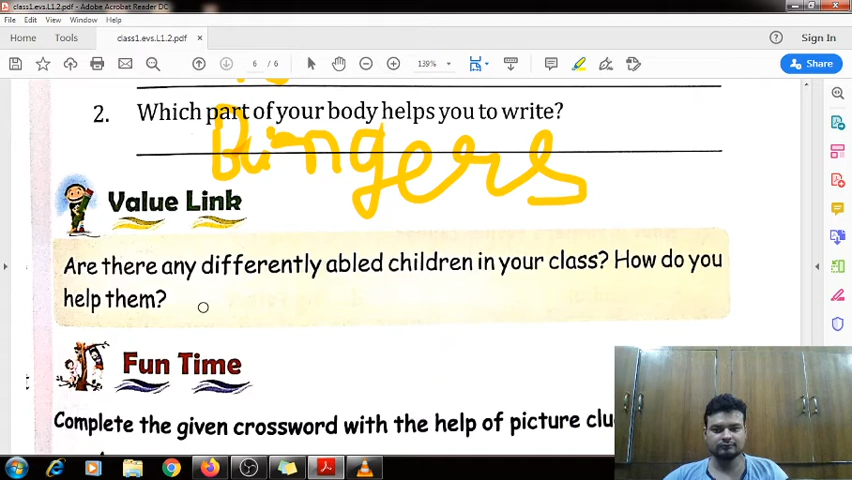 class1.evs.L1.2.pdf - Adobe Acrobat Reader DC
File Edit View Window Help
Home Tools class1.evs.L1.2.pdf × Sign In
6 / 6 139%
2. Which part of your body helps you to write?
Value Link
Are there any differently abled children in your class? How do you
help them?
Fun Time
Complete the given crossword with the help of picture clu